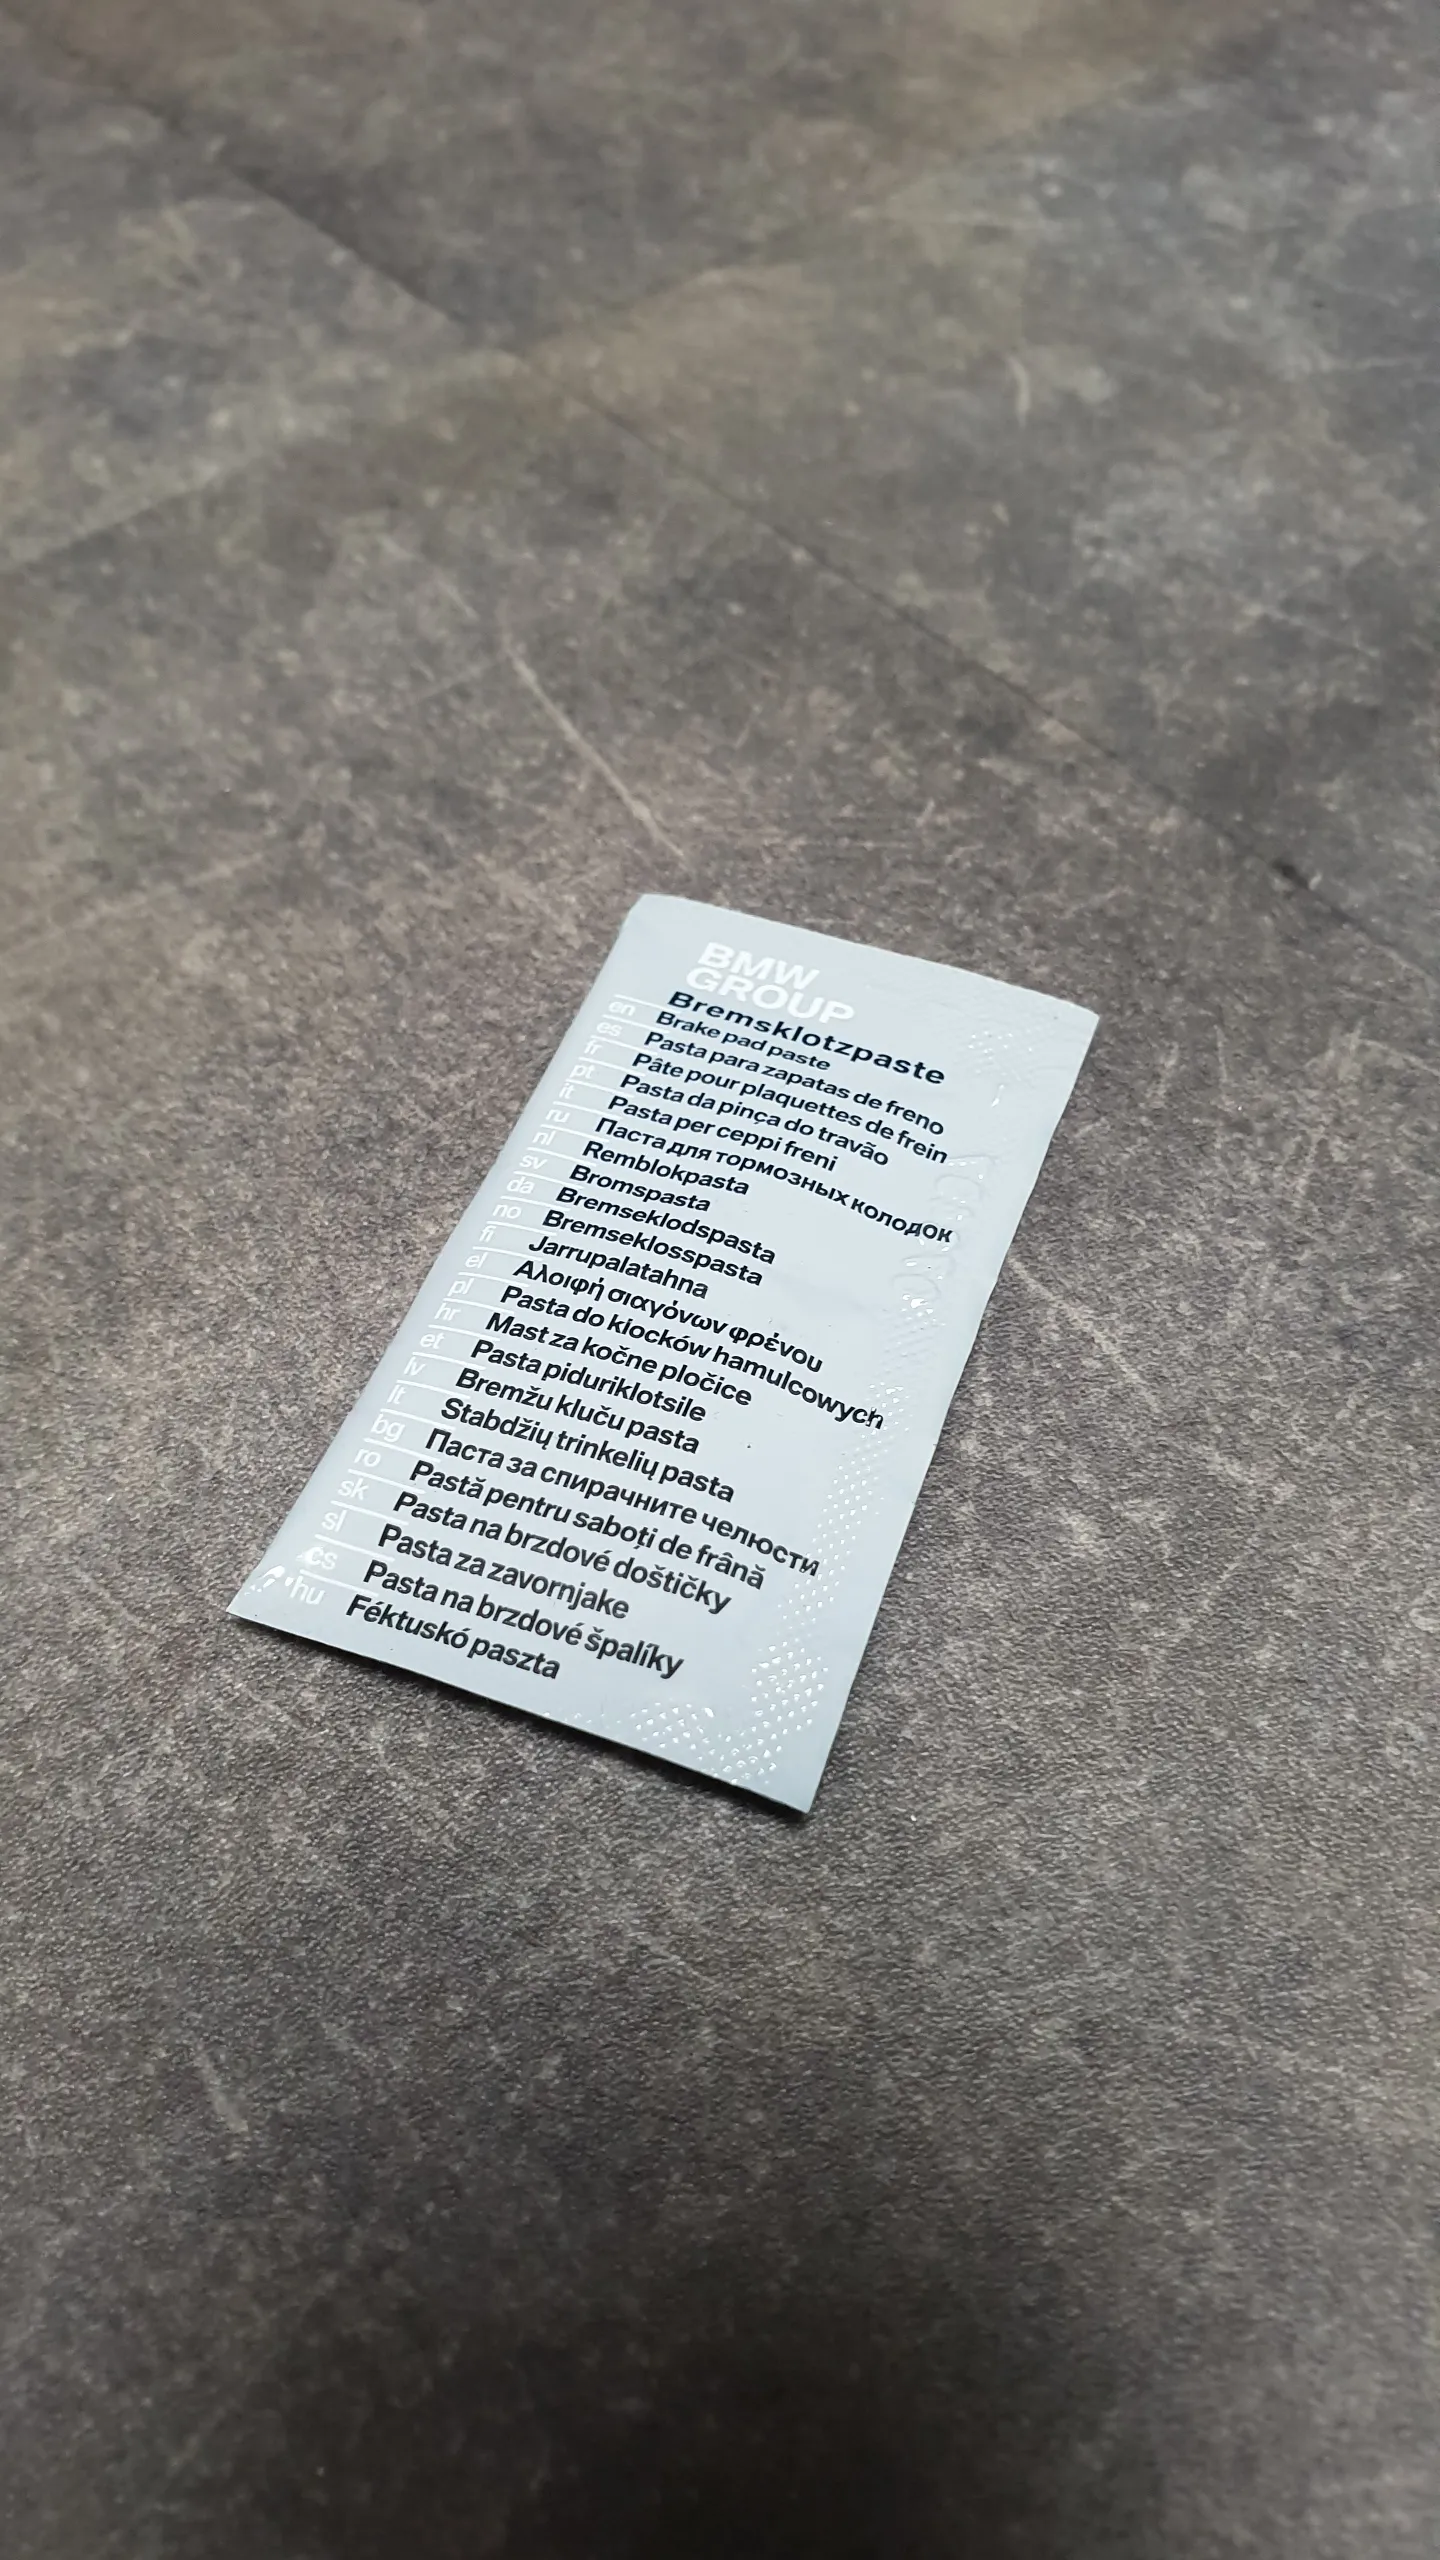 BMW
GROUP
Bremsklotzpaste
en Brake pad paste
es Pasta para zapatas de freno
fr Pâte pour plaquettes de frein
pt Pasta da pinça do travão
it Pasta per ceppi freni
ru Паста для тормозных колодок
nl Remblokpasta
sv Bromspasta
da Bremseklodspasta
no Bremseklosspasta
fi Jarrupalatahna
el Αλοιφή σιαγόνων φρένου
pl Pasta do kiocków hamulcowych
hr Mast za kočne pločice
et Pasta piduriklotsile
lv Bremžu kluču pasta
lt Stabdžių trinkelių pasta
bg Паста за спирачните челюсти
ro Pastă pentru saboți de frână
sk Pasta na brzdové doštičky
sl Pasta za zavornjake
cs Pasta na brzdové špalíky
hu Féktuskó paszta